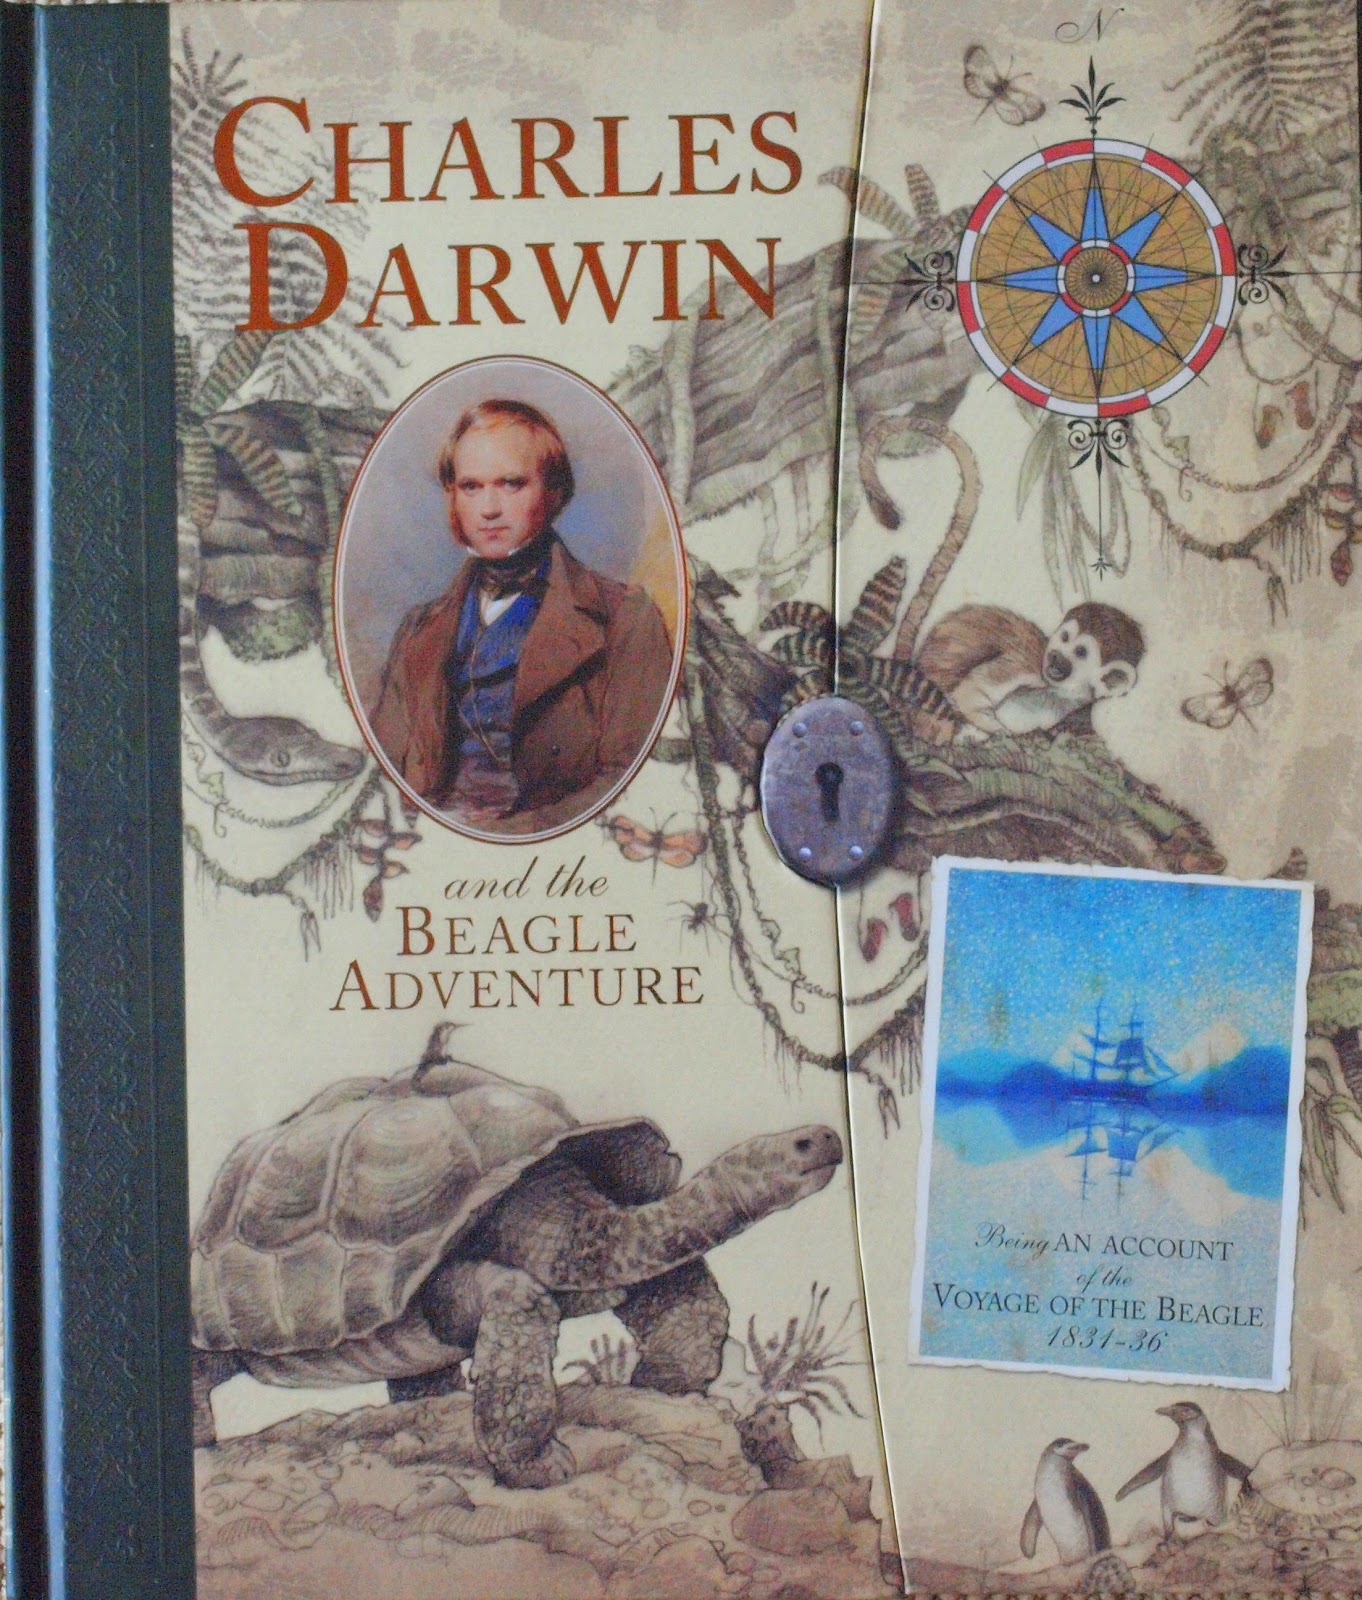 CHARLES
DARWIN
and the
BEAGLE
ADVENTURE
N
Being AN ACCOUNT
of the
VOYAGE OF THE BEAGLE
1831-36